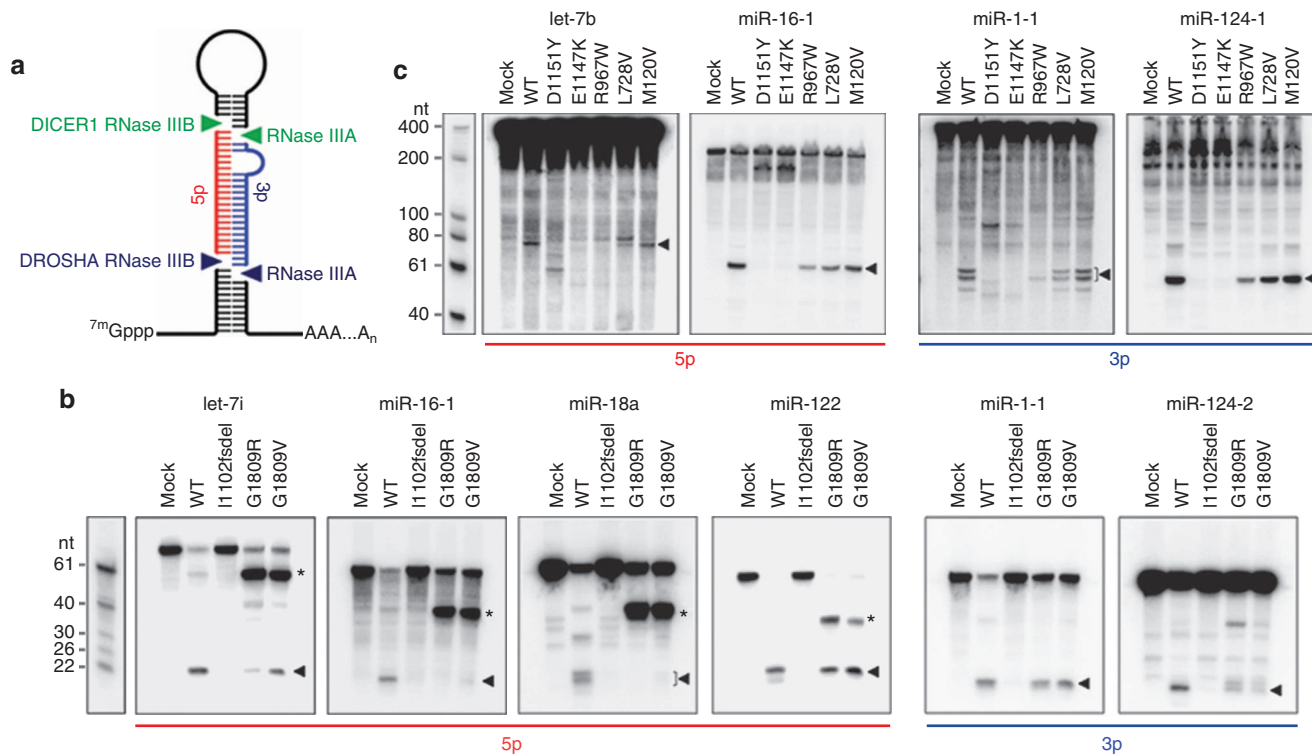 a
DICER1 RNase IIIB
RNase IIIA
5p
3p
DROSHA RNase IIIB
RNase IIIA
7mGppp
AAA...An
c
let-7b
miR-16-1
miR-1-1
miR-124-1
Mock WT D1151Y E1147K R967W L728V M120V
Mock WT D1151Y E1147K R967W L728V M120V
Mock WT D1151Y E1147K R967W L728V M120V
Mock WT D1151Y E1147K R967W L728V M120V
nt
400
200
100
80
61
40
5p
3p
b
let-7i
miR-16-1
miR-18a
miR-122
miR-1-1
miR-124-2
Mock WT I1102fsdel G1809R G1809V
Mock WT I1102fsdel G1809R G1809V
Mock WT I1102fsdel G1809R G1809V
Mock WT I1102fsdel G1809R G1809V
Mock WT I1102fsdel G1809R G1809V
Mock WT I1102fsdel G1809R G1809V
nt
61
40
30
26
22
*
*
*
*
5p
3p